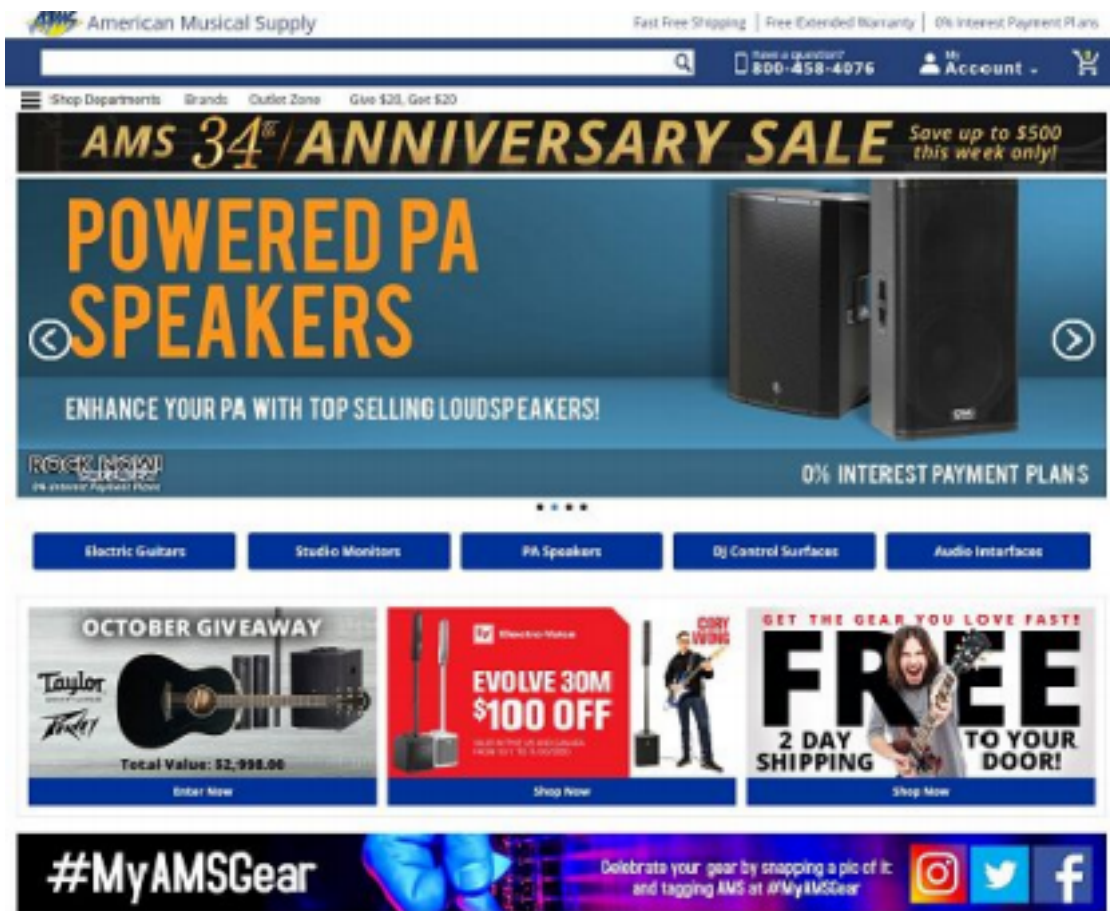 AMS American Musical Supply
Fast Free Shipping | Free Extended Warranty | 0% Interest Payment Plans
Have a question?
800-458-4076
My
Account
Shop Departments Brands Outlet Zone Give $20, Get $20
AMS 34th ANNIVERSARY SALE
Save up to $500
this week only!
POWERED PA
SPEAKERS
ENHANCE YOUR PA WITH TOP SELLING LOUDSPEAKERS!
ROCK NOW!
0% Interest Payment Plans
0% INTEREST PAYMENT PLANS
Electric Guitars
Studio Monitors
PA Speakers
DJ Control Surfaces
Audio Interfaces
OCTOBER GIVEAWAY
Taylor
PEAVEY
Total Value: $2,998.00
Enter Now
Electro-Voice
EVOLVE 30M
$100 OFF
CORY
WONG
Shop Now
GET THE GEAR YOU LOVE FAST!
FREE
2 DAY
SHIPPING
TO YOUR
DOOR!
Shop Now
#MyAMSGear
Celebrate your gear by snapping a pic of it
and tagging AMS at #MyAMSGear